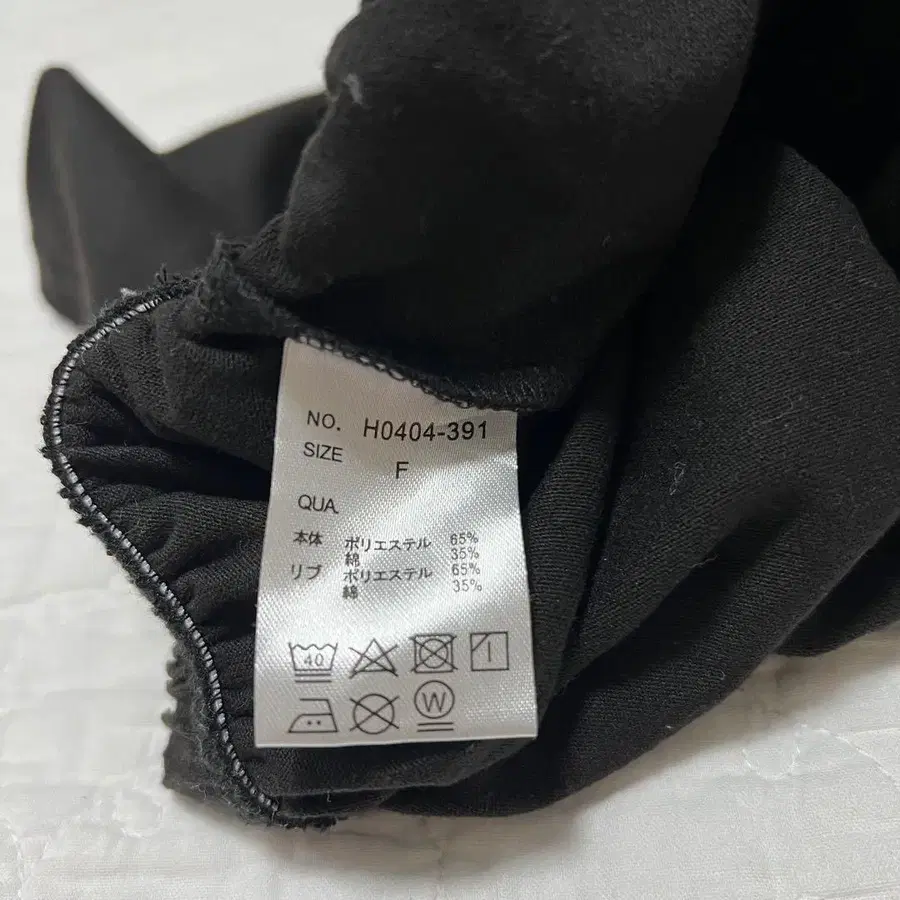 NO. H0404-391
SIZE F
QUA.
本体 ポリエステル 65%
綿 35%
リブ ポリエステル 65%
綿 35%
40
W